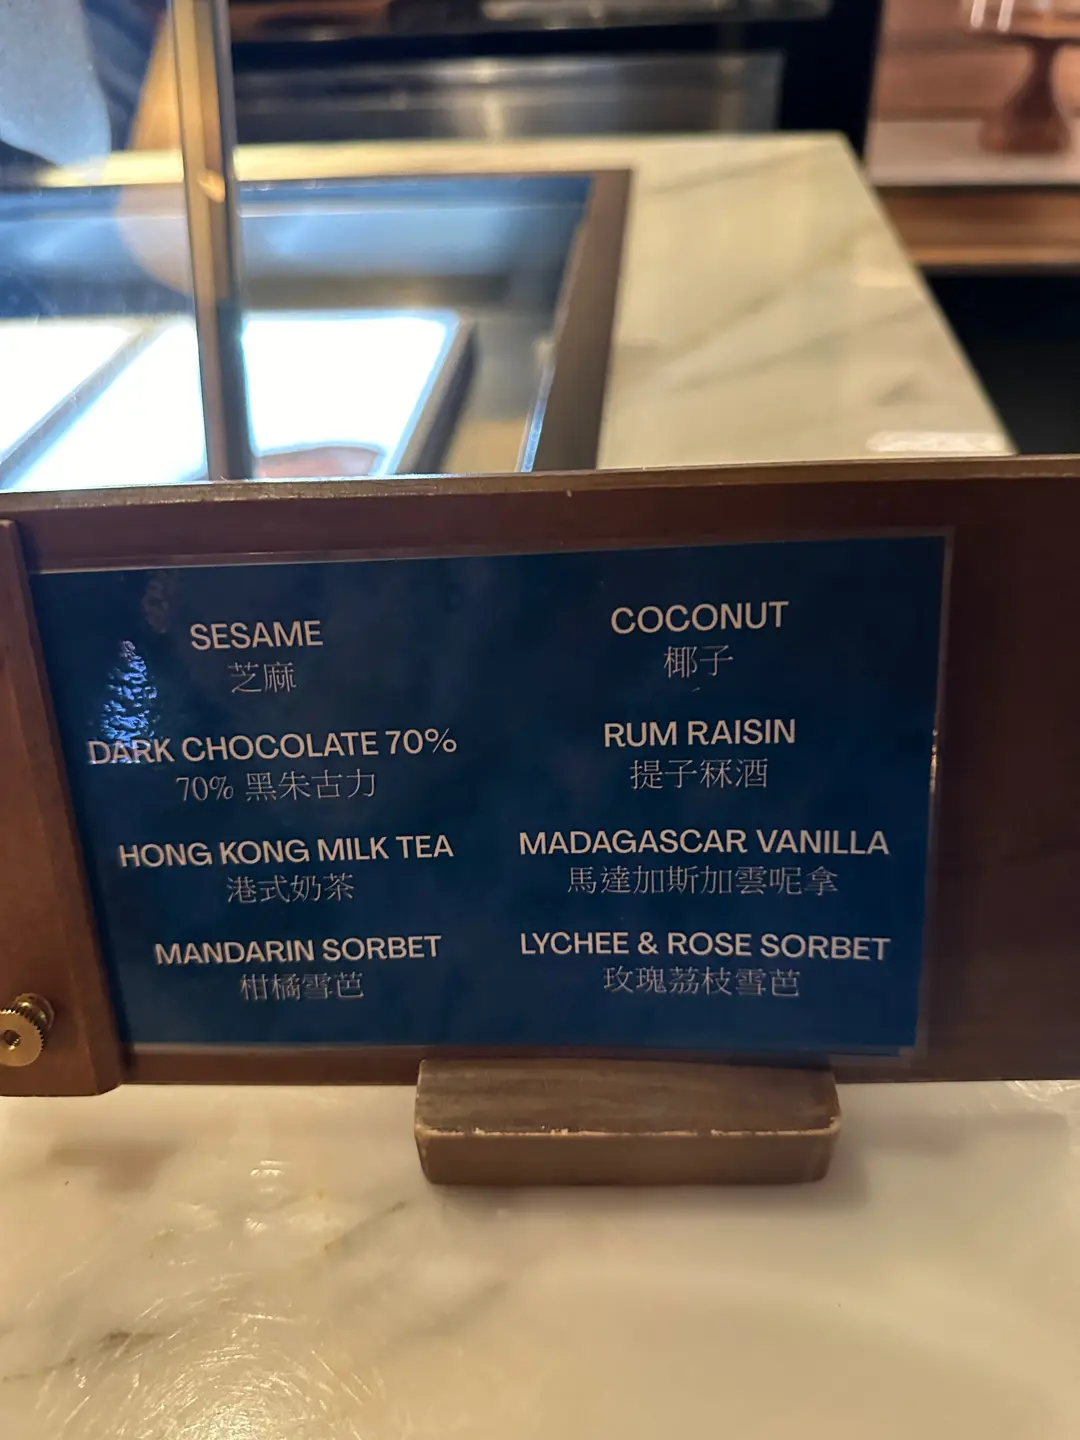 SESAME
芝麻
DARK CHOCOLATE 70%
70% 黑朱古力
HONG KONG MILK TEA
港式奶茶
MANDARIN SORBET
柑橘雪芭
COCONUT
椰子
RUM RAISIN
提子冧酒
MADAGASCAR VANILLA
馬達加斯加雲呢拿
LYCHEE & ROSE SORBET
玫瑰荔枝雪芭